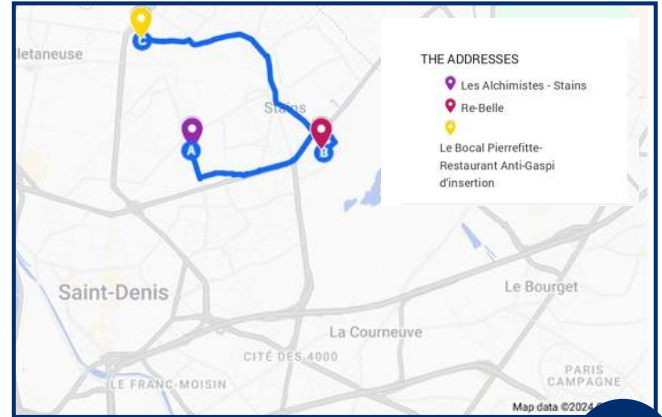 THE ADDRESSES
Les Alchimistes - Stains
Re-Belle
Le Bocal Pierrefitte-
Restaurant Anti-Gaspi
d'insertion
letaneuse
C
Stains
A
B
Saint-Denis
Le Bourget
La Courneuve
CITÉ DES 4000
LE FRANC-MOISIN
PARIS
CAMPAGNE
Map data ©2024